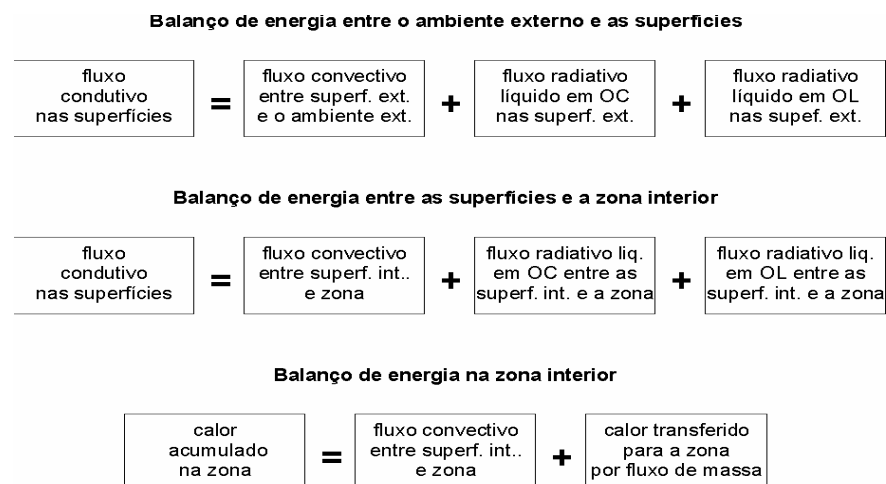 Balanço de energia entre o ambiente externo e as superfícies
fluxo
condutivo
nas superfícies
=
fluxo convectivo
entre superf. ext.
e o ambiente ext.
+
fluxo radiativo
líquido em OC
nas superf. ext.
+
fluxo radiativo
líquido em OL
nas supef. ext.
Balanço de energia entre as superfícies e a zona interior
fluxo
condutivo
nas superfícies
=
fluxo convectivo
entre superf. int..
e zona
+
fluxo radiativo liq.
em OC entre as
superf. int. e a zona
+
fluxo radiativo liq.
em OL entre as
superf. int. e a zona
Balanço de energia na zona interior
calor
acumulado
na zona
=
fluxo convectivo
entre superf. int..
e zona
+
calor transferido
para a zona
por fluxo de massa